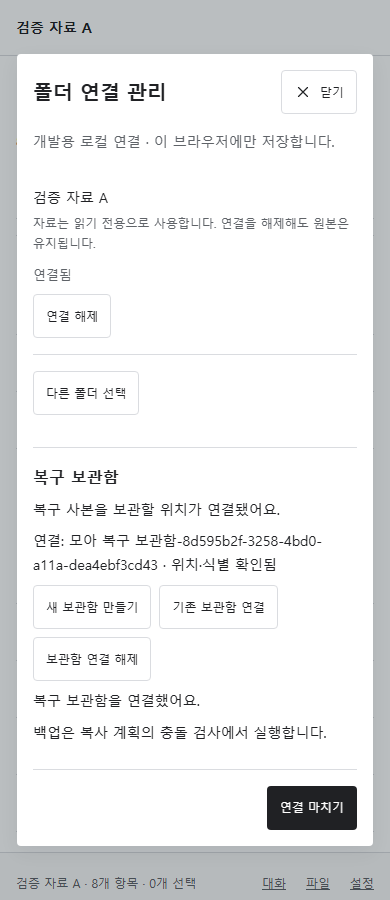 검증 자료 A
폴더 연결 관리
닫기
개발용 로컬 연결 · 이 브라우저에만 저장합니다.
검증 자료 A
자료는 읽기 전용으로 사용합니다. 연결을 해제해도 원본은
유지됩니다.
연결됨
연결 해제
다른 폴더 선택
복구 보관함
복구 사본을 보관할 위치가 연결됐어요.
연결: 모아 복구 보관함-8d595b2f-3258-4bd0-
a11a-dea4ebf3cd43 · 위치·식별 확인됨
새 보관함 만들기 기존 보관함 연결
보관함 연결 해제
복구 보관함을 연결했어요.
백업은 복사 계획의 충돌 검사에서 실행합니다.
연결 마치기
검증 자료 A · 8개 항목 · 0개 선택 대화 파일 설정